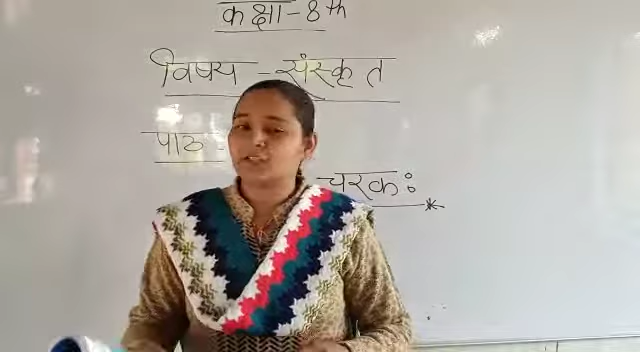 कक्षा - 8th
विषय - संस्कृत
पाठ
चरकः *